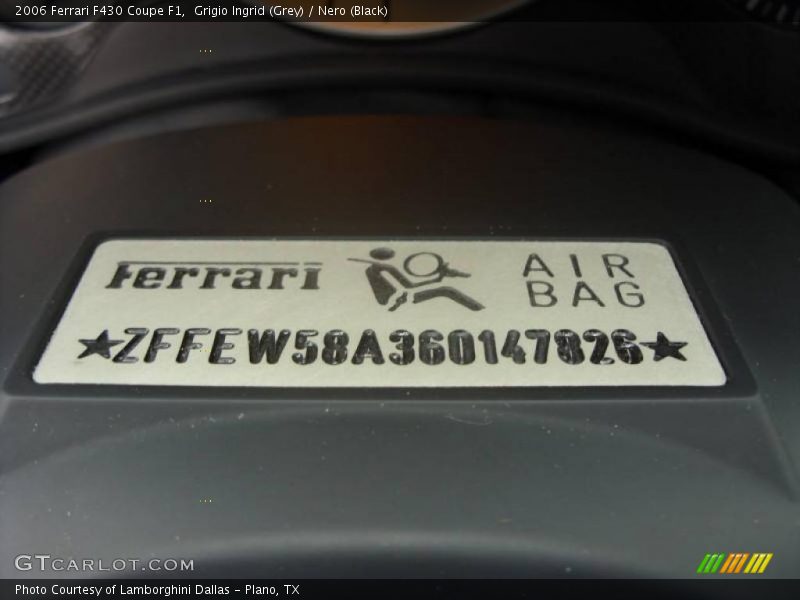 2006 Ferrari F430 Coupe F1, Grigio Ingrid (Grey) / Nero (Black)
Ferrari
AIR
BAG
★ZFFEW58A360147826★
GTCARLOT.COM
Photo Courtesy of Lamborghini Dallas - Plano, TX